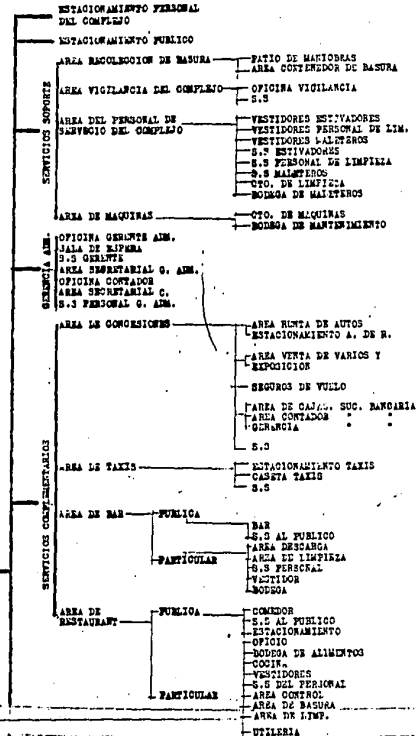 ESTACIONAMIENTO PERSONAL
DEL COMPLEJO
ESTACIONAMIENTO PUBLICO
SERVICIOS SOPORTE
AREA RECOLECCION DE BASURA
PATIO DE MANIOBRAS
AREA CONTENEDOR DE BASURA
AREA VIGILANCIA DEL COMPLEJO
OFICINA VIGILANCIA
S.S
AREA DEL PERSONAL DE
SERVICIO DEL COMPLEJO
VESTIDORES ESTIVADORES
VESTIDORES PERSONAL DE LIM.
VESTIDORES MALETEROS
S.S ESTIVADORES
S.S PERSONAL DE LIMPIEZA
S.S MALETEROS
CTO. DE LIMPIEZA
BODEGA DE MALETEROS
AREA DE MAQUINAS
CTO. DE MAQUINAS
BODEGA DE MANTENIMIENTO
GERENCIA ADM.
OFICINA GERENTE ADM.
SALA DE ESPERA
S.S GERENTE
AREA SECRETARIAL G. ADM.
OFICINA CONTADOR
AREA SECRETARIAL C.
S.S PERSONAL G. ADM.
SERVICIOS COMPLEMENTARIOS
AREA DE CONCESIONES
AREA RENTA DE AUTOS
ESTACIONAMIENTO A. DE R.
AREA VENTA DE VARIOS Y
EXPOSICION
SEGUROS DE VUELO
AREA DE CAJAS. SUC. BANCARIA
AREA CONTADOR " "
GERENCIA " "
S.S
AREA DE TAXIS
ESTACIONAMIENTO TAXIS
CASETA TAXIS
S.S
AREA DE BAR
PUBLICA
BAR
S.S AL PUBLICO
PARTICULAR
AREA DESCARGA
AREA DE LIMPIEZA
S.S PERSONAL
VESTIDOR
BODEGA
AREA DE
RESTAURANT
PUBLICA
COMEDOR
S.S AL PUBLICO
ESTACIONAMIENTO
OFICIO
BODEGA DE ALIMENTOS
COCINA
VESTIDORES
S.S DEL PERSONAL
PARTICULAR
AREA CONTROL
AREA DE BASURA
AREA DE LIMP.
UTILERIA